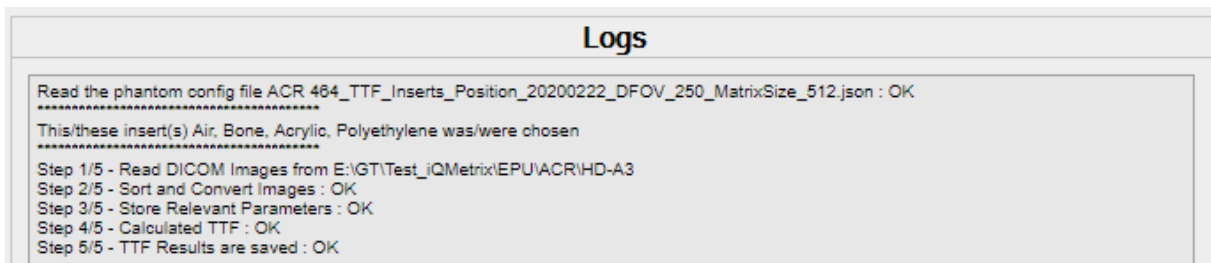 Logs
Read the phantom config file ACR 464_TTF_Inserts_Position_20200222_DFOV_250_MatrixSize_512.json : OK
*****************************************
This/these insert(s) Air, Bone, Acrylic, Polyethylene was/were chosen
*****************************************
Step 1/5 - Read DICOM Images from E:\GT\Test_iQMetrix\EPU\ACR\HD-A3
Step 2/5 - Sort and Convert Images : OK
Step 3/5 - Store Relevant Parameters : OK
Step 4/5 - Calculated TTF : OK
Step 5/5 - TTF Results are saved : OK